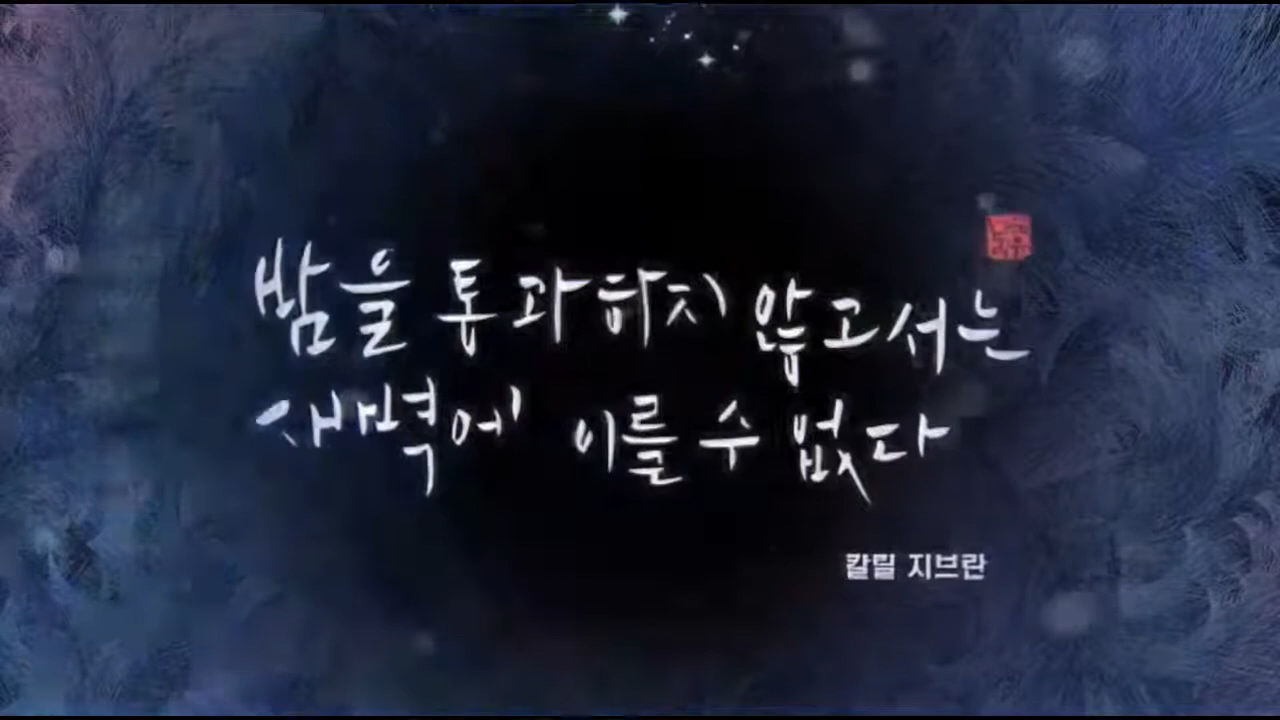 밤을 통과하지 않고서는
새벽에 이를 수 없다
칼릴 지브란